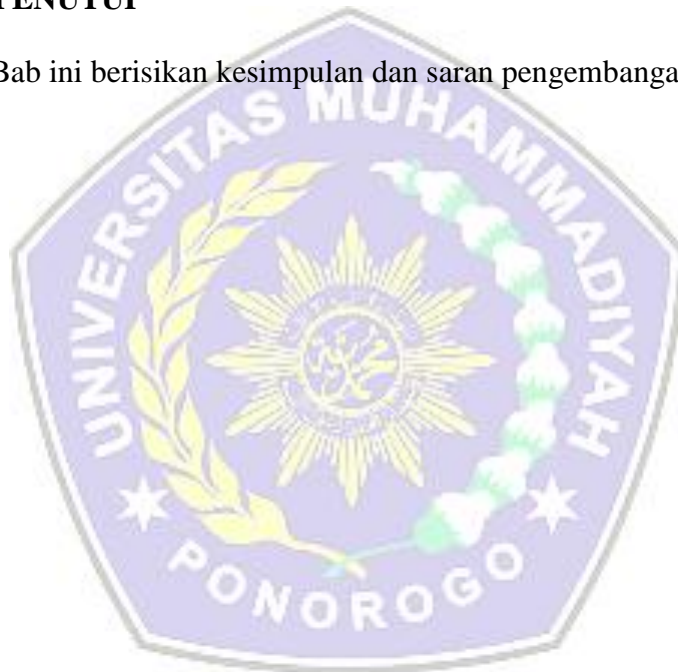 PENUTUP
Bab ini berisikan kesimpulan dan saran pengembanga
UNIVERSITAS MUHAMMADIYAH
PONOROGO